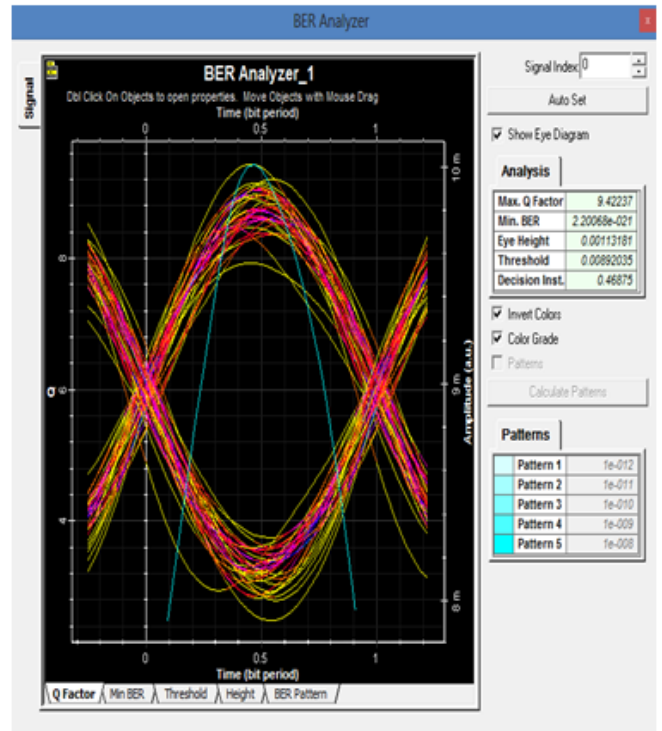 BER Analyzer
x
Signal
BER Analyzer_1
Dbl Click On Objects to open properties. Move Objects with Mouse Drag
Time (bit period)
0 0.5 1
Q
8
6
4
Amplitude (a.u.)
10 m
9 m
8 m
0 0.5 1
Time (bit period)
Q Factor Min BER Threshold Height BER Pattern
Signal Index: 0
Auto Set
Show Eye Diagram
Analysis
Max. Q Factor 9.42237
Min. BER 2.20068e-021
Eye Height 0.00113181
Threshold 0.00892035
Decision Inst. 0.46875
Invert Colors
Color Grade
Patterns
Calculate Patterns
Patterns
Pattern 1 1e-012
Pattern 2 1e-011
Pattern 3 1e-010
Pattern 4 1e-009
Pattern 5 1e-008